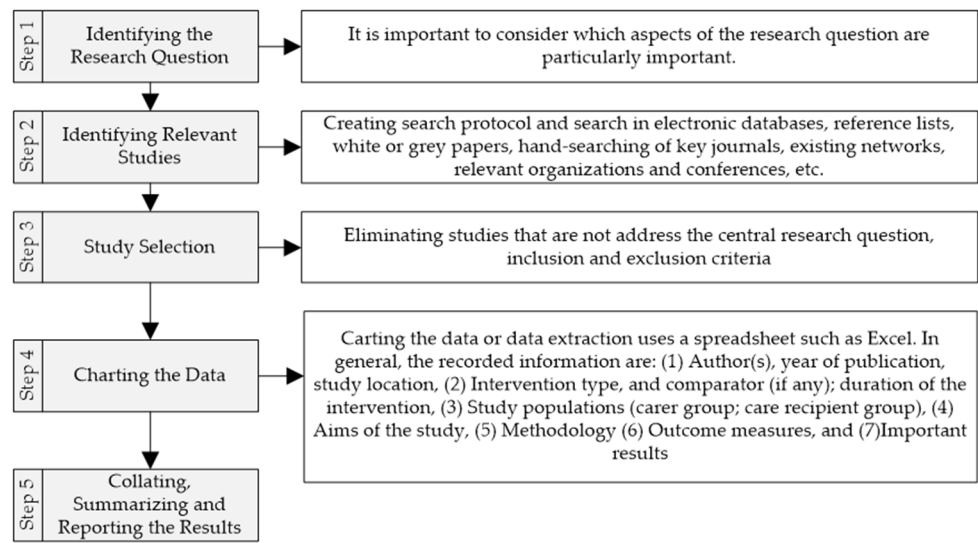 Step 1
Identifying the
Research Question
It is important to consider which aspects of the research question are
particularly important.
Step 2
Identifying Relevant
Studies
Creating search protocol and search in electronic databases, reference lists,
white or grey papers, hand-searching of key journals, existing networks,
relevant organizations and conferences, etc.
Step 3
Study Selection
Eliminating studies that are not address the central research question,
inclusion and exclusion criteria
Step 4
Charting the Data
Carting the data or data extraction uses a spreadsheet such as Excel. In
general, the recorded information are: (1) Author(s), year of publication,
study location, (2) Intervention type, and comparator (if any); duration of the
intervention, (3) Study populations (carer group; care recipient group), (4)
Aims of the study, (5) Methodology (6) Outcome measures, and (7)Important
results
Step 5
Collating,
Summarizing and
Reporting the Results